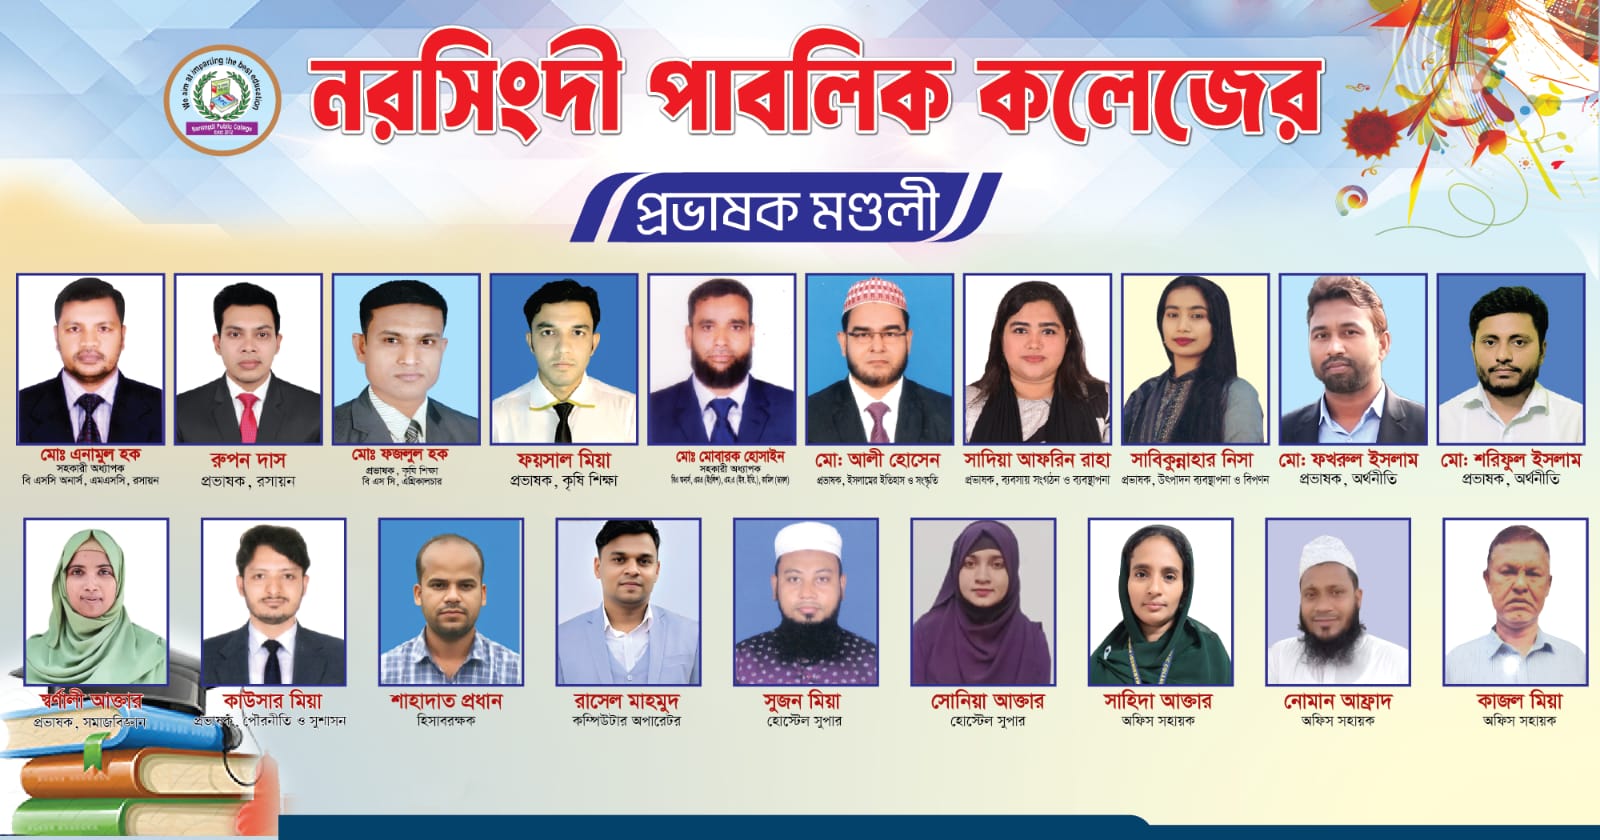 We aim at imparting the best education
Narsingdi Public College
নরসিংদী পাবলিক কলেজের
প্রভাষক মণ্ডলী
মোঃ এনামুল হক
সহকারী অধ্যাপক
বি এসসি অনার্স, এমএসসি, রসায়ন
রুপন দাস
প্রভাষক, রসায়ন
মোঃ ফজলুল হক
প্রভাষক, কৃষি শিক্ষা
বি এস সি, এগ্রিকালচার
ফয়সাল মিয়া
প্রভাষক, কৃষি শিক্ষা
মোঃ মোবারক হোসাইন
সহকারী অধ্যাপক
মো: আলী হোসেন
প্রভাষক, ইসলামের ইতিহাস ও সংস্কৃতি
সাদিয়া আফরিন রাহা
প্রভাষক, ব্যবসায় সংগঠন ও ব্যবস্থাপনা
সাবিকুন্নাহার নিসা
প্রভাষক, উৎপাদন ব্যবস্থাপনা ও বিপণন
মো: ফখরুল ইসলাম
প্রভাষক, অর্থনীতি
মো: শরিফুল ইসলাম
প্রভাষক, অর্থনীতি
স্বর্ণালী আক্তার
প্রভাষক, সমাজবিজ্ঞান
কাউসার মিয়া
প্রভাষক, পৌরনীতি ও সুশাসন
শাহাদাত প্রধান
হিসাবরক্ষক
রাসেল মাহমুদ
কম্পিউটার অপারেটর
সুজন মিয়া
হোস্টেল সুপার
সোনিয়া আক্তার
হোস্টেল সুপার
সাহিদা আক্তার
অফিস সহায়ক
নোমান আফ্রাদ
অফিস সহায়ক
কাজল মিয়া
অফিস সহায়ক